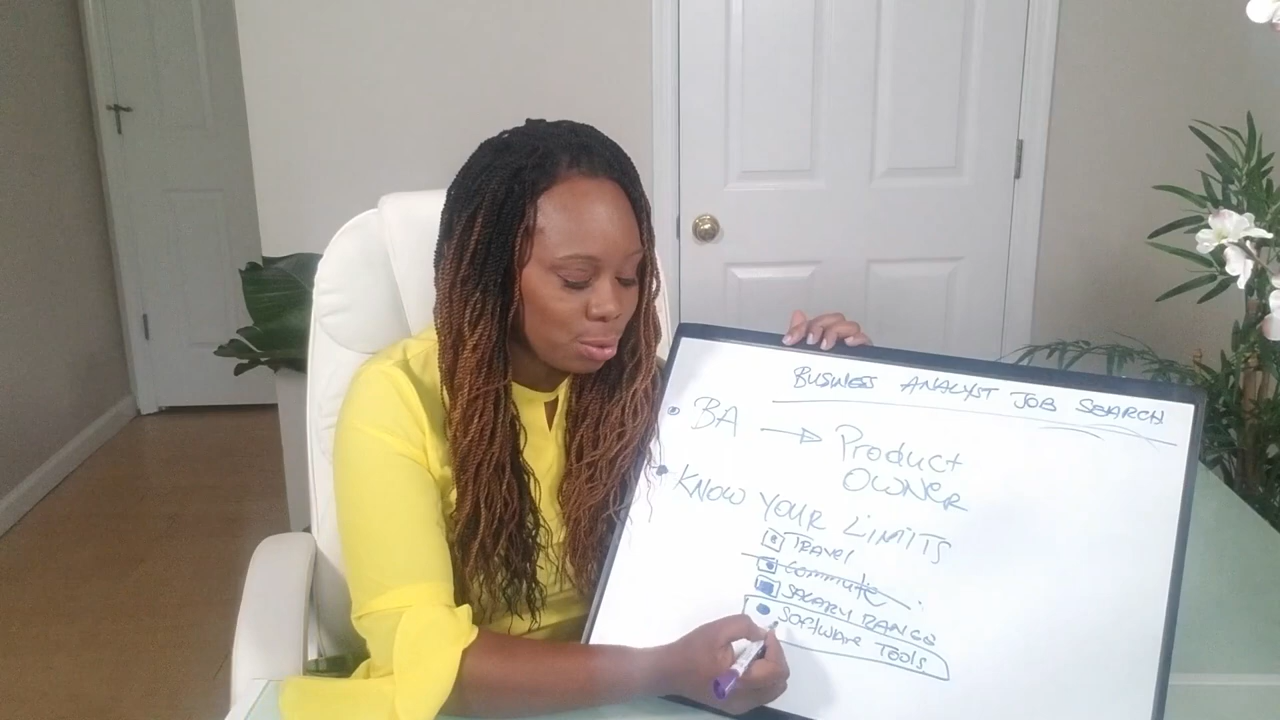 BUSINESS ANALYST JOB SEARCH
BA → Product
OWNER
KNOW YOUR LIMITS
TRAVEL
Commute
SALARY RANGE
Software Tools